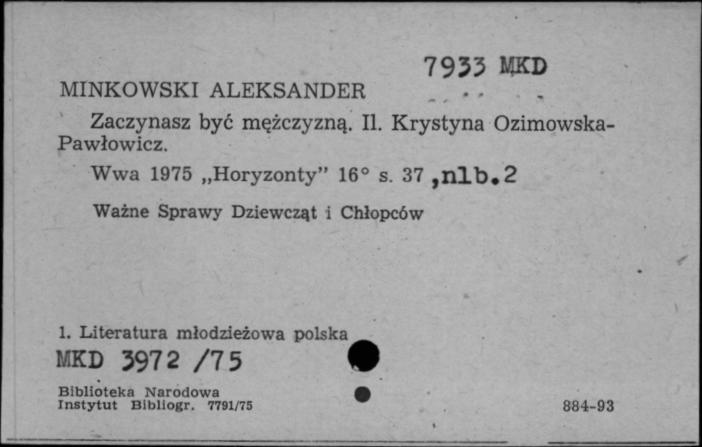 7933 MKD
MINKOWSKI ALEKSANDER
Zaczynasz być mężczyzną. Il. Krystyna Ozimowska-
Pawłowicz.
Wwa 1975 „Horyzonty” 16° s. 37 ,nlb.2
Ważne Sprawy Dziewcząt i Chłopców
1. Literatura młodzieżowa polska
MKD 3972 /75
Biblioteka Narodowa
Instytut Bibliogr. 7791/75
884-93